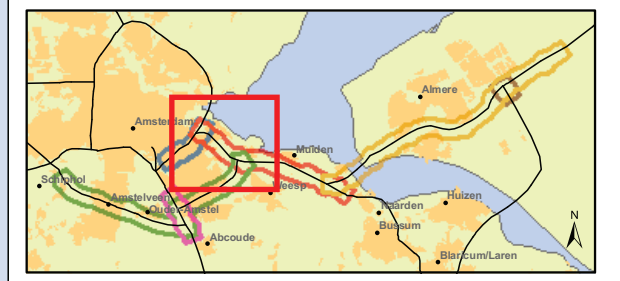 Almere
Amsterdam
Muiden
Schiphol
Weesp
Amstelveen
Huizen
Ouder-Amstel
Naarden
N
Bussum
Abcoude
Blaricum/Laren